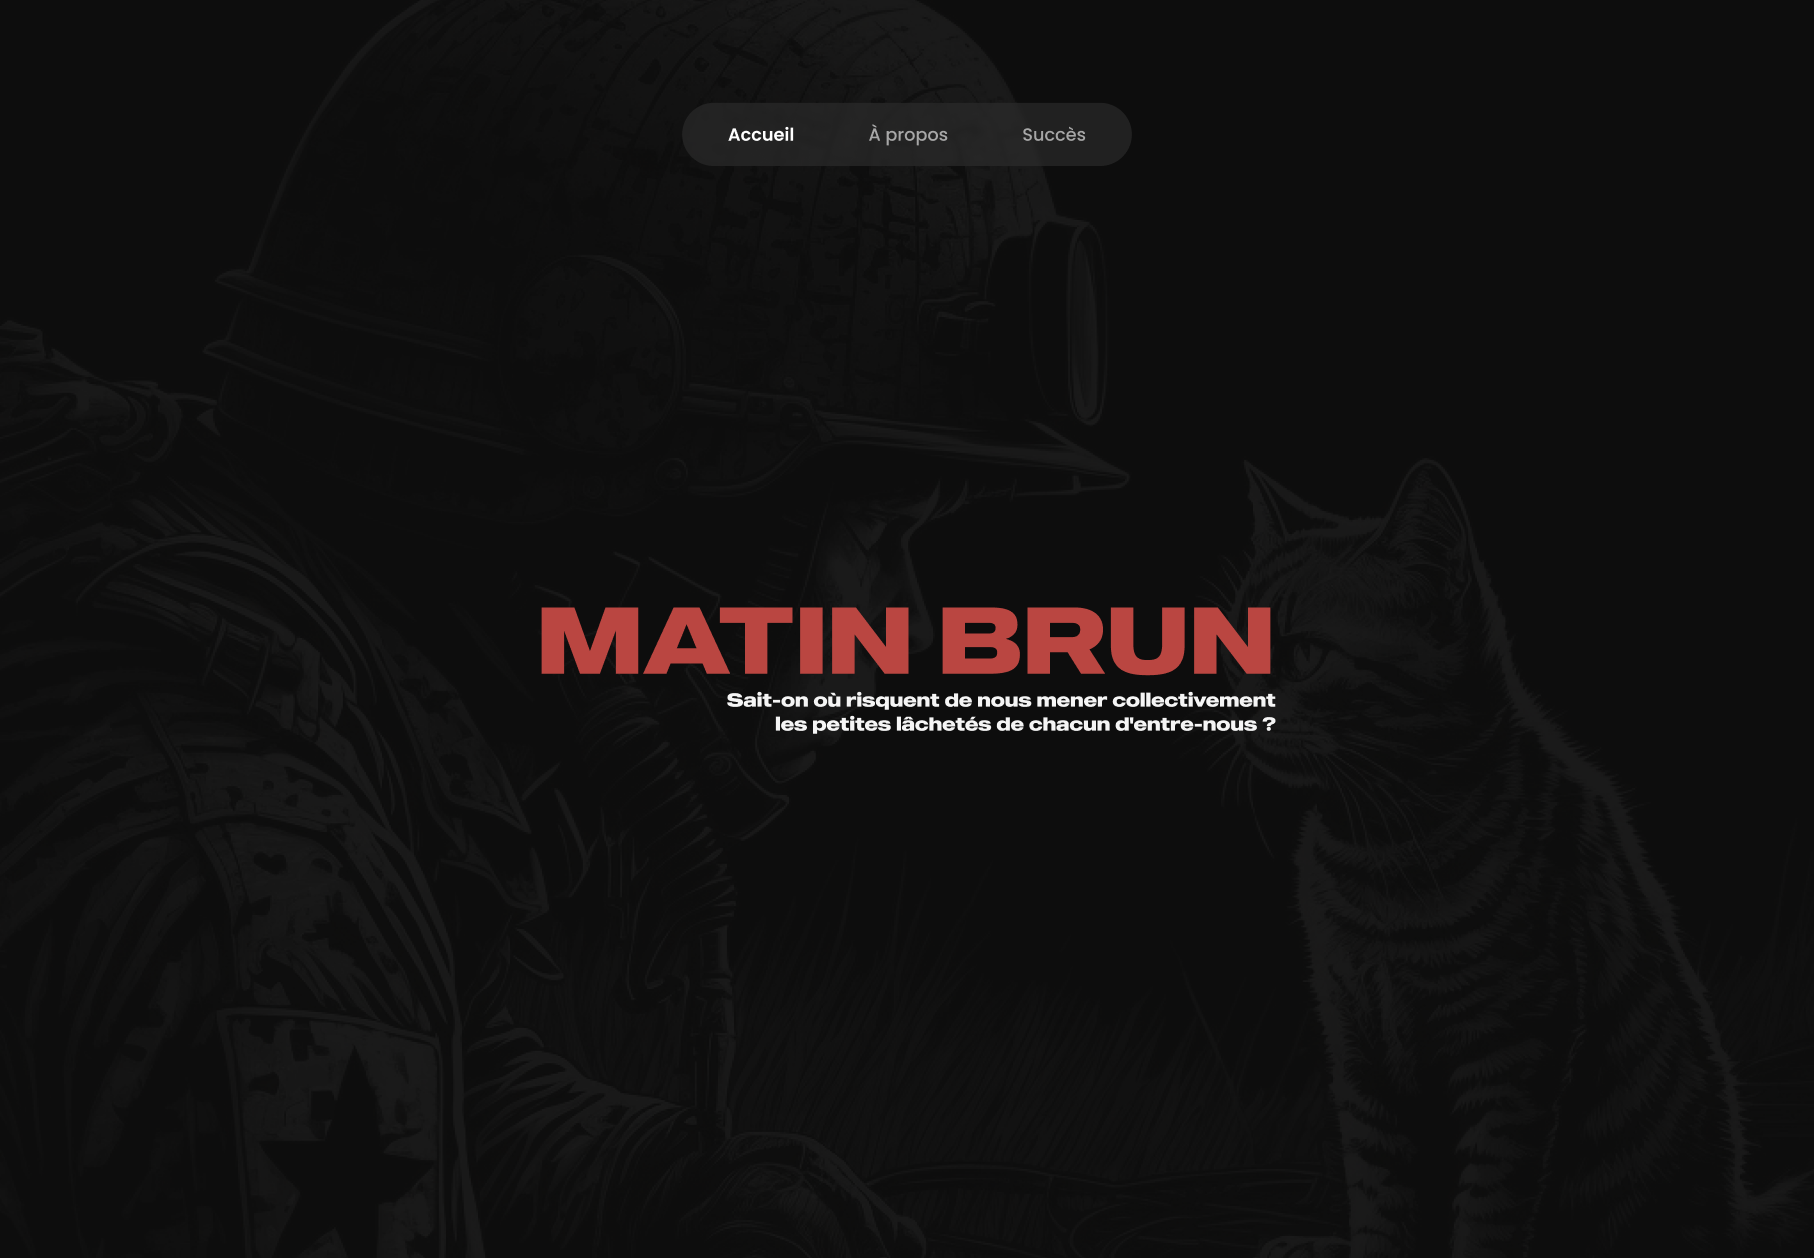 Accueil À propos Succès
MATIN BRUN
Sait-on où risquent de nous mener collectivement
les petites lâchetés de chacun d'entre-nous ?